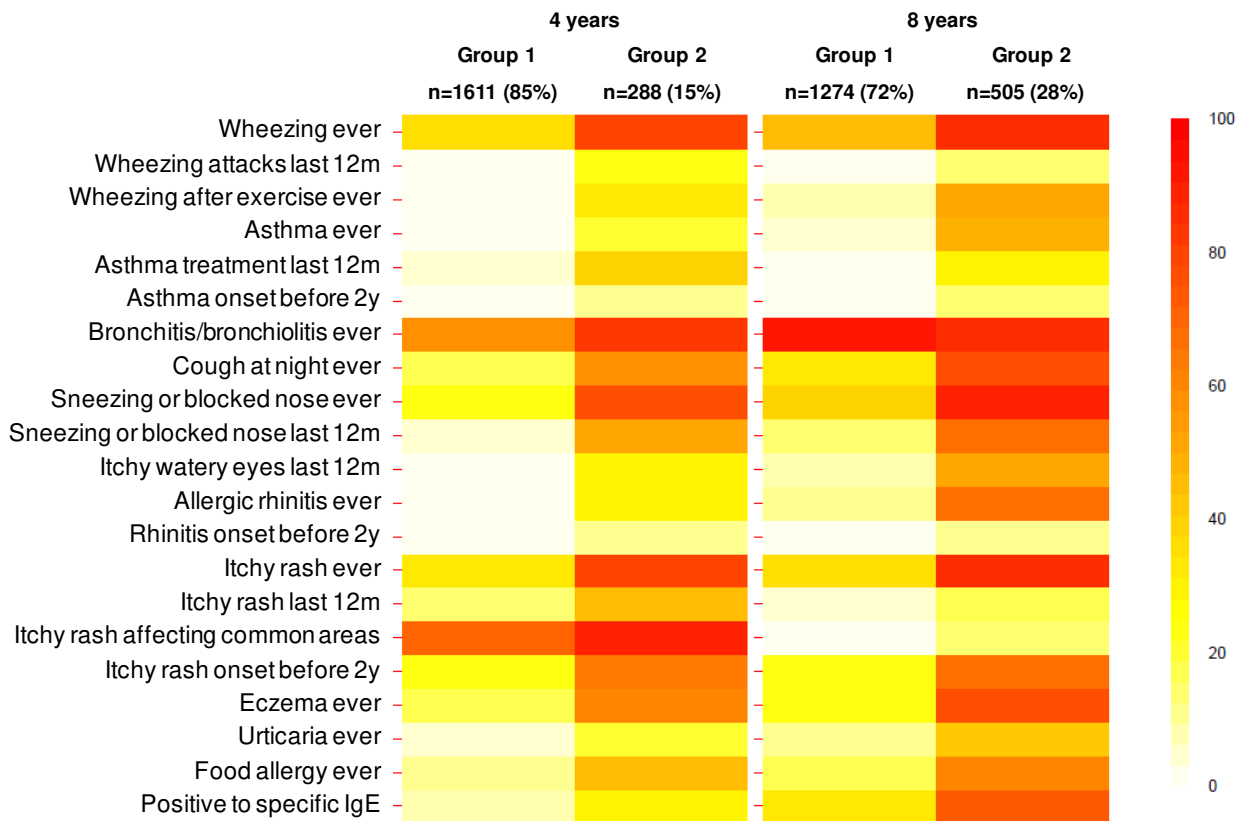 4 years 8 years
Group 1 Group 2 Group 1 Group 2
n=1611 (85%) n=288 (15%) n=1274 (72%) n=505 (28%)
Wheezing ever
Wheezing attacks last 12m
Wheezing after exercise ever
Asthma ever
Asthma treatment last 12m
Asthma onset before 2y
Bronchitis/bronchiolitis ever
Cough at night ever
Sneezing or blocked nose ever
Sneezing or blocked nose last 12m
Itchy watery eyes last 12m
Allergic rhinitis ever
Rhinitis onset before 2y
Itchy rash ever
Itchy rash last 12m
Itchy rash affecting common areas
Itchy rash onset before 2y
Eczema ever
Urticaria ever
Food allergy ever
Positive to specific IgE
100
80
60
40
20
0